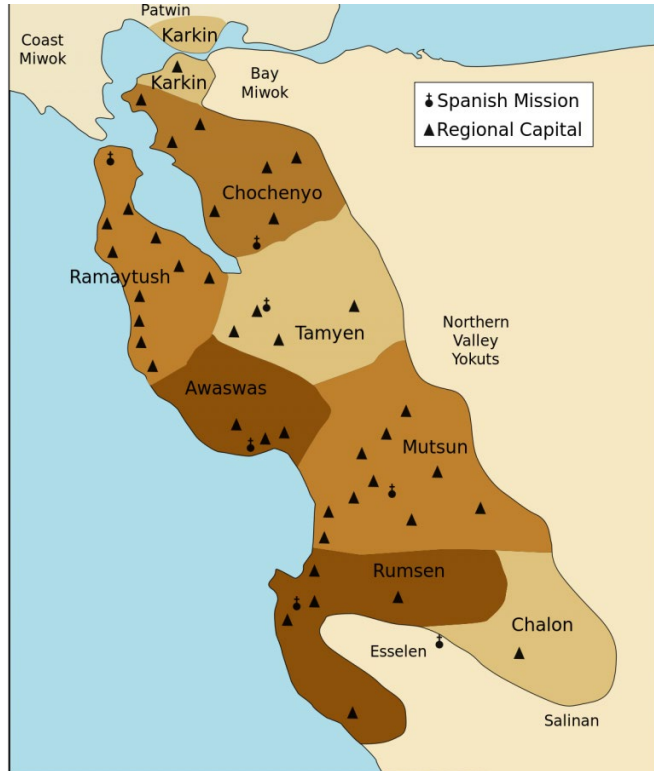 Patwin
Karkin
Coast
Miwok
Karkin
Bay
Miwok
Spanish Mission
Regional Capital
Chochenyo
Ramaytush
Tamyen
Northern
Valley
Yokuts
Awaswas
Mutsun
Rumsen
Chalon
Esselen
Salinan